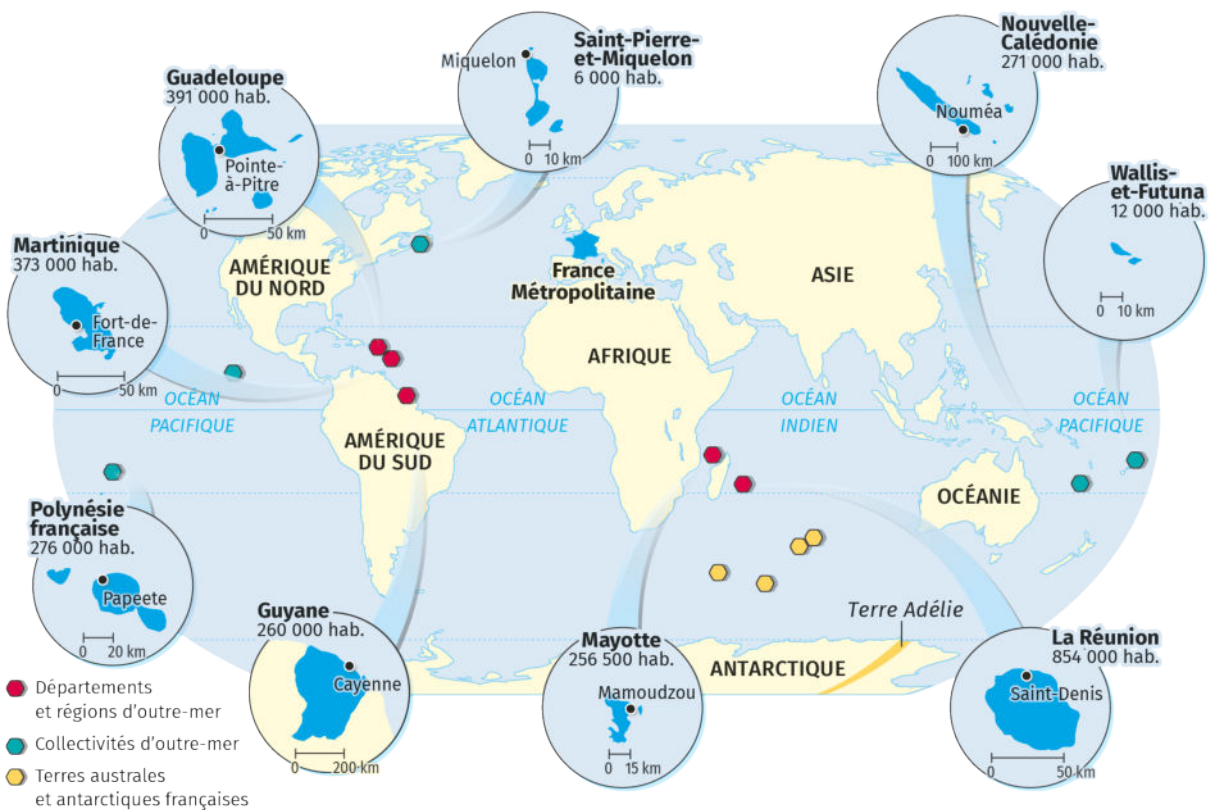 Saint-Pierre-
et-Miquelon
6 000 hab.
Miquelon
0 10 km
Nouvelle-
Calédonie
271 000 hab.
Nouméa
0 100 km
Guadeloupe
391 000 hab.
Pointe-
à-Pitre
0 50 km
Wallis-
et-Futuna
12 000 hab.
0 10 km
Martinique
373 000 hab.
Fort-de-
France
0 50 km
AMÉRIQUE
DU NORD
France
Métropolitaine
ASIE
AFRIQUE
OCÉAN
PACIFIQUE
OCÉAN
ATLANTIQUE
OCÉAN
INDIEN
OCÉAN
PACIFIQUE
AMÉRIQUE
DU SUD
OCÉANIE
Polynésie
française
276 000 hab.
Papeete
0 20 km
Guyane
260 000 hab.
Cayenne
0 200 km
Mayotte
256 500 hab.
Mamoudzou
0 15 km
Terre Adélie
ANTARCTIQUE
La Réunion
854 000 hab.
Saint-Denis
0 50 km
Départements
et régions d'outre-mer
Collectivités d'outre-mer
Terres australes
et antarctiques françaises